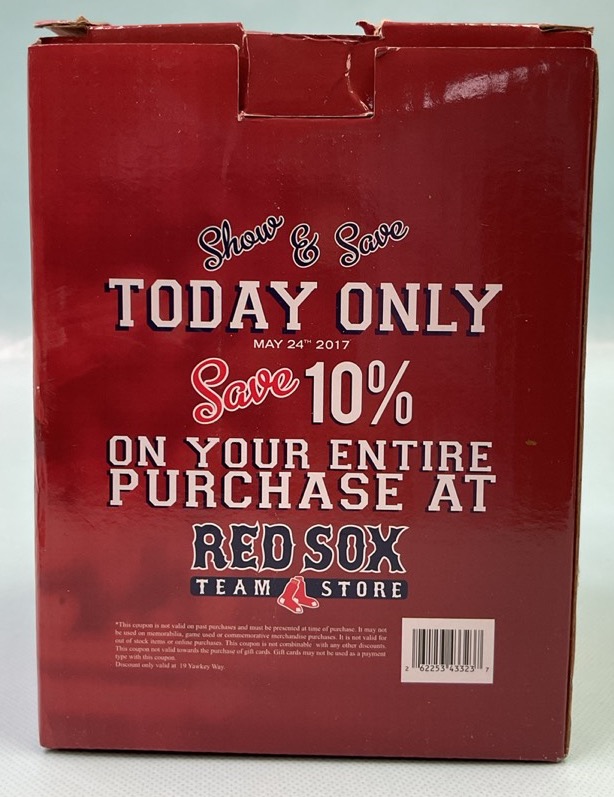 Show & Save
TODAY ONLY
MAY 24TH 2017
Save 10%
ON YOUR ENTIRE
PURCHASE AT
RED SOX
TEAM STORE
*This coupon is not valid on past purchases and must be presented at time of purchase. It may not
be used on memorabilia, game used or commemorative merchandise purchases. It is not valid for
out of stock items or online purchases. This coupon is not combinable with any other discounts.
This coupon not valid towards the purchase of gift cards. Gift cards may not be used as a payment
type with this coupon.
Discount only valid at 19 Yawkey Way.
2 62253 43323 7